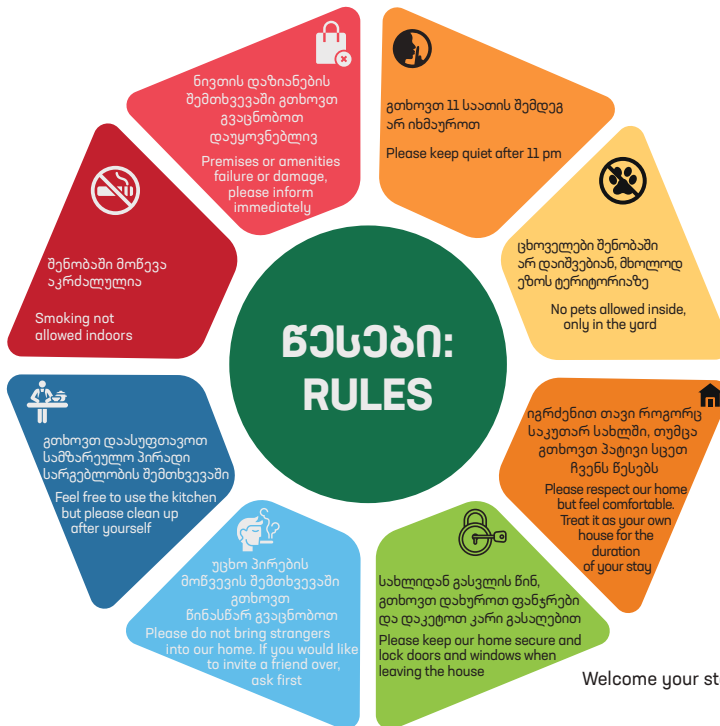 ნივთის დაზიანების
შემთხვევაში გთხოვთ
გვაცნობოთ
დაუყოვნებლივ
Premises or amenities
failure or damage,
please inform
immediately
გთხოვთ 11 საათის შემდეგ
არ იხმაუროთ
Please keep quiet after 11 pm
ცხოველები შენობაში
არ დაიშვებიან, მხოლოდ
ეზოს ტერიტორიაზე
No pets allowed inside,
only in the yard
შენობაში მოწევა
აკრძალულია
Smoking not
allowed indoors
წესები:
RULES
იგრძენით თავი როგორც
საკუთარ სახლში, თუმცა
გთხოვთ პატივი სცეთ
ჩვენს წესებს
Please respect our home
but feel comfortable.
Treat it as your own
house for the
duration
of your stay
გთხოვთ დაასუფთავოთ
სამზარეულო პირადი
სარგებლობის შემთხვევაში
Feel free to use the kitchen
but please clean up
after yourself
უცხო პირების
მოწვევის შემთხვევაში
გთხოვთ
წინასწარ გვაცნობოთ
Please do not bring strangers
into our home. If you would like
to invite a friend over,
ask first
სახლიდან გასვლის წინ,
გთხოვთ დახუროთ ფანჯრები
და დაკეტოთ კარი გასაღებით
Please keep our home secure and
lock doors and windows when
leaving the house
Welcome your